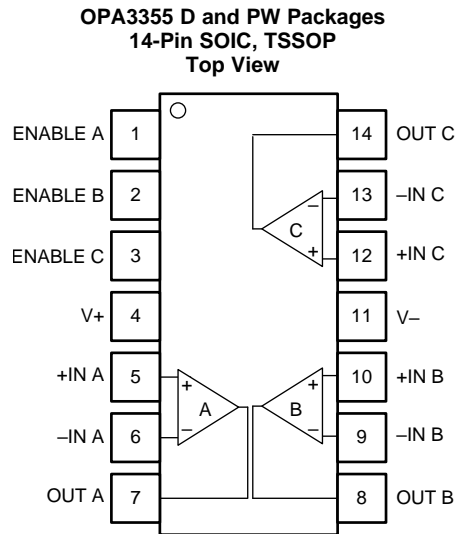 OPA3355 D and PW Packages
14-Pin SOIC, TSSOP
Top View
ENABLE A 1 14 OUT C
ENABLE B 2 13 –IN C
–
C
ENABLE C 3 12 +IN C
+
V+ 4 11 V–
+IN A 5 10 +IN B
+ +
A B
–IN A 6 9 –IN B
– –
OUT A 7 8 OUT B